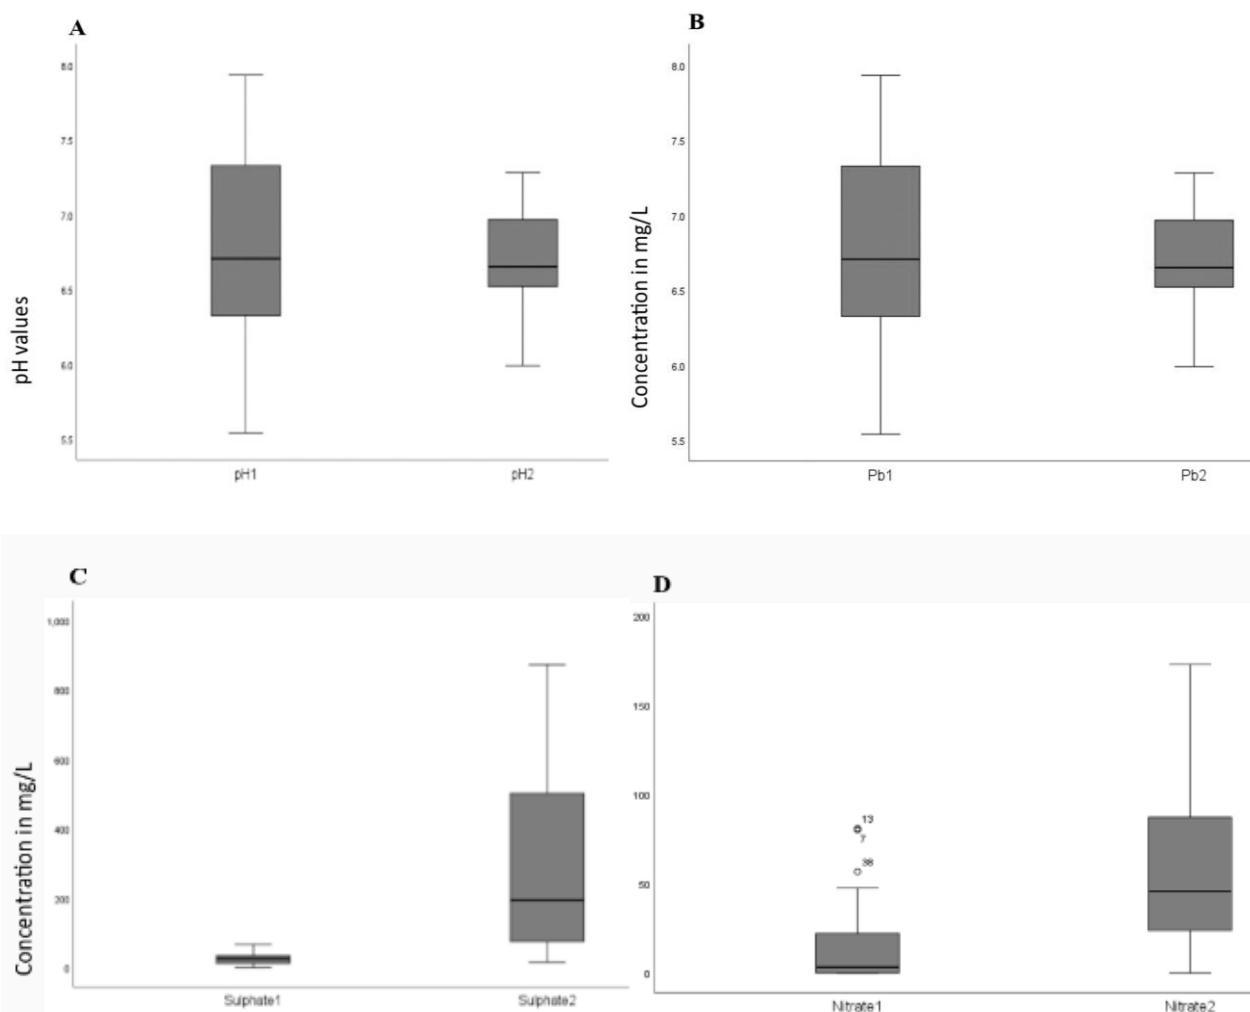 A
8.0
7.5
7.0
6.5
6.0
5.5
pH values
pH1
pH2
B
8.0
7.5
7.0
6.5
6.0
5.5
Concentration in mg/L
Pb1
Pb2
C
1,000
800
600
400
200
0
Concentration in mg/L
Sulphate1
Sulphate2
D
200
150
100
50
0
13
7
38
Nitrate1
Nitrate2